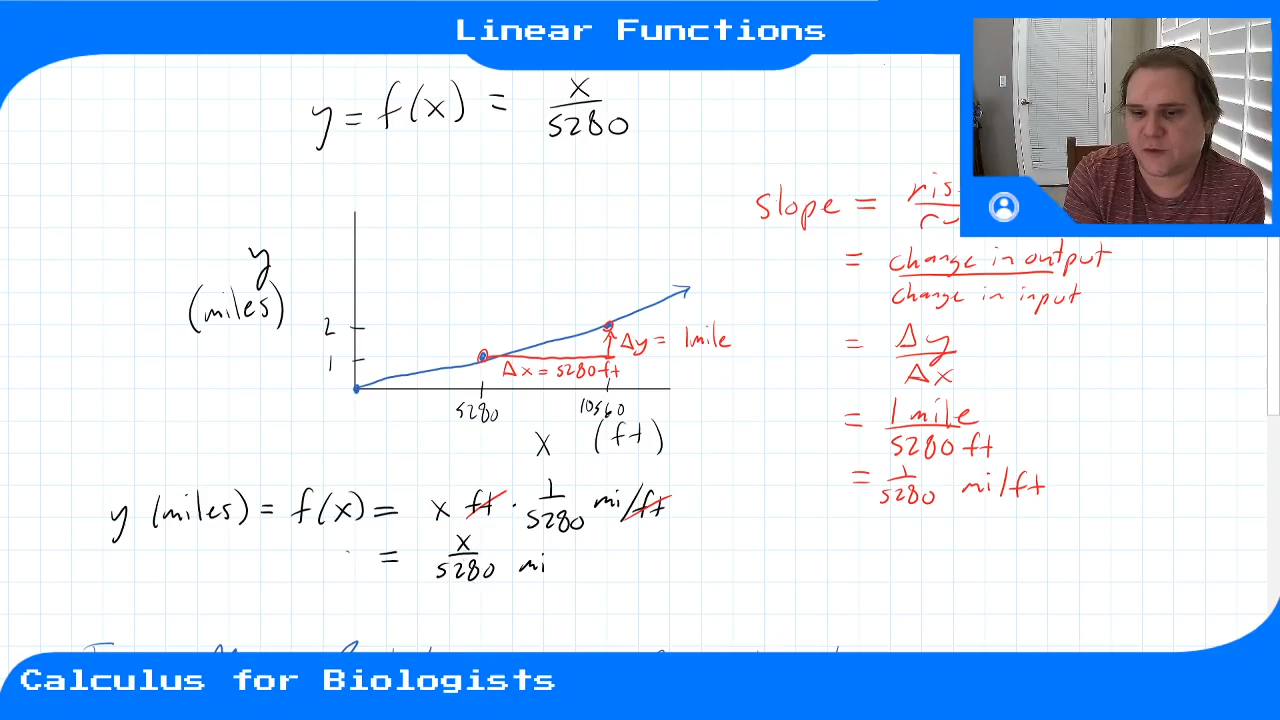 Linear Functions
y = f(x) = x/5280
slope =
= change in output / change in input
= Δy / Δx
= 1 mile / 5280 ft
= 1/5280 mi/ft
y
(miles)
2
1
Δy = 1 mile
Δx = 5280 ft
5280
10560
x (ft)
y (miles) = f(x) = x ft · 1/5280 mi/ft
= x/5280 mi
Calculus for Biologists